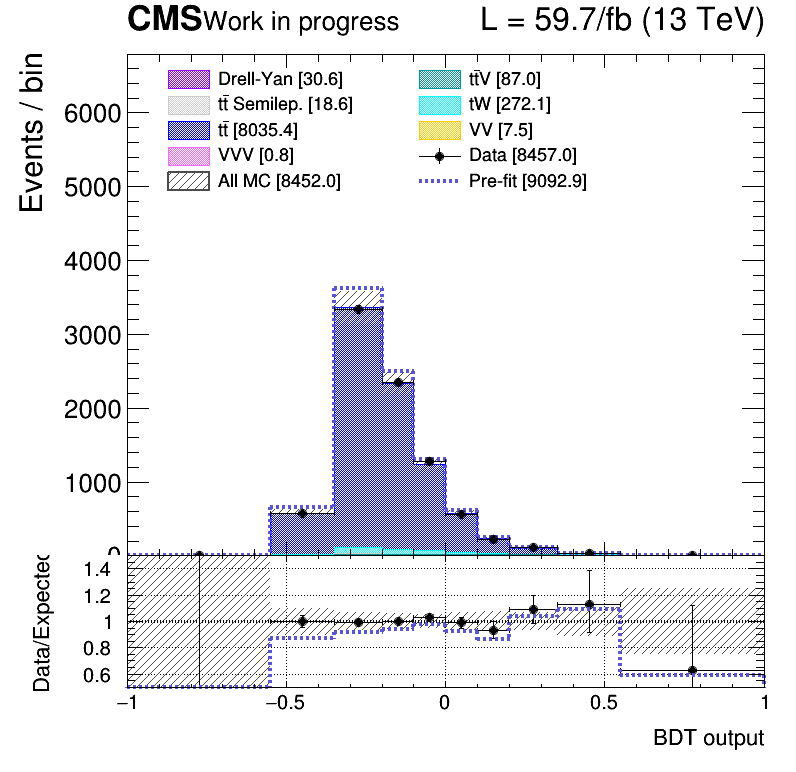 CMS Work in progress L = 59.7/fb (13 TeV)
Events / bin
Drell-Yan [30.6] tt̄V [87.0]
tt̄ Semilep. [18.6] tW [272.1]
tt̄ [8035.4] VV [7.5]
VVV [0.8] Data [8457.0]
All MC [8452.0] Pre-fit [9092.9]
6000
5000
4000
3000
2000
1000
0
Data/Expected
1.4
1.2
1
0.8
0.6
−1 −0.5 0 0.5 1
BDT output